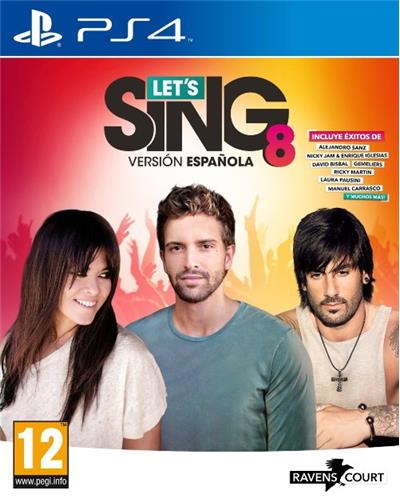 PS4
LET'S
SING 8
VERSIÓN ESPAÑOLA
INCLUYE ÉXITOS DE
ALEJANDRO SANZ
NICKY JAM & ENRIQUE IGLESIAS
DAVID BISBAL GEMELIERS
RICKY MARTIN
LAURA PAUSINI
MANUEL CARRASCO
Y MUCHOS MÁS!
12
www.pegi.info
RAVENSCOURT